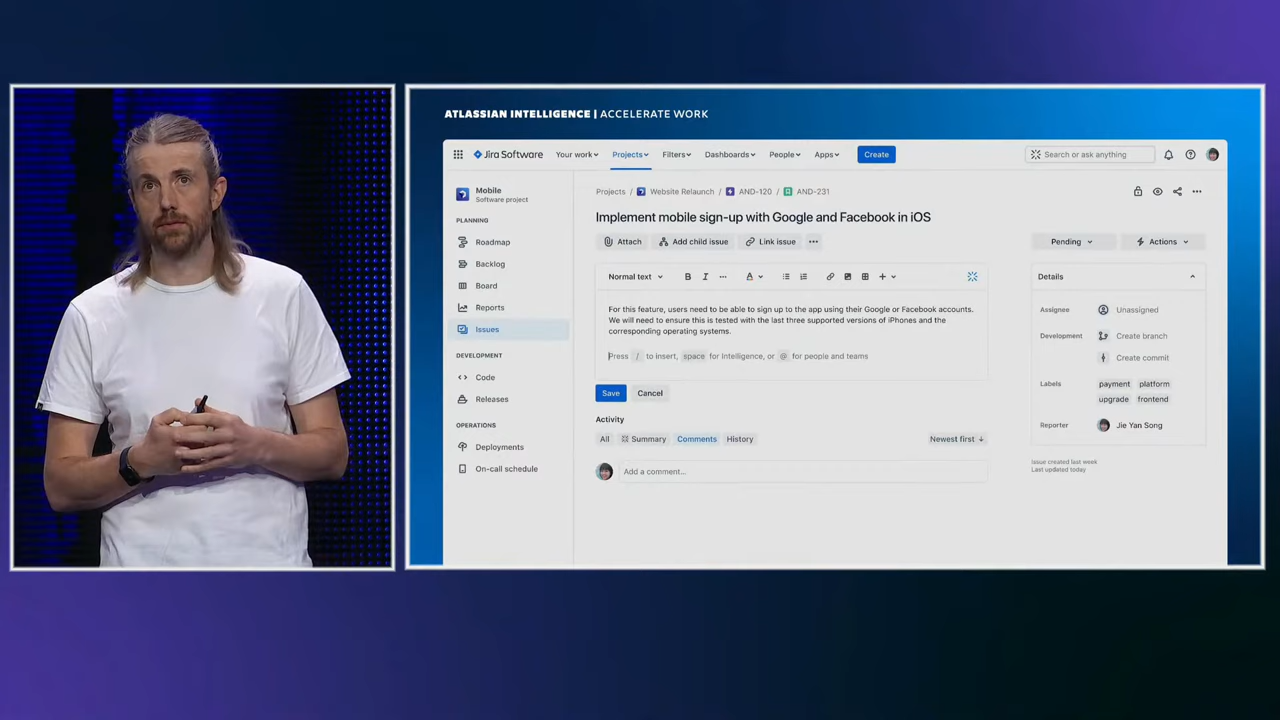 ATLASSIAN INTELLIGENCE | ACCELERATE WORK
Jira Software
Your work
Projects
Filters
Dashboards
People
Apps
Create
Search or ask anything
Mobile
Software project
PLANNING
Roadmap
Backlog
Board
Reports
Issues
DEVELOPMENT
Code
Releases
OPERATIONS
Deployments
On-call schedule
Projects / Website Relaunch / AND-120 / AND-231
Implement mobile sign-up with Google and Facebook in iOS
Attach
Add child issue
Link issue
Normal text
B
I
A
For this feature, users need to be able to sign up to the app using their Google or Facebook accounts.
We will need to ensure this is tested with the last three supported versions of iPhones and the
corresponding operating systems.
Press / to insert, space for Intelligence, or @ for people and teams
Save
Cancel
Activity
All
Summary
Comments
History
Newest first
Add a comment...
Pending
Actions
Details
Assignee
Unassigned
Development
Create branch
Create commit
Labels
payment platform
upgrade frontend
Reporter
Jie Yan Song
Issue created last week
Last updated today